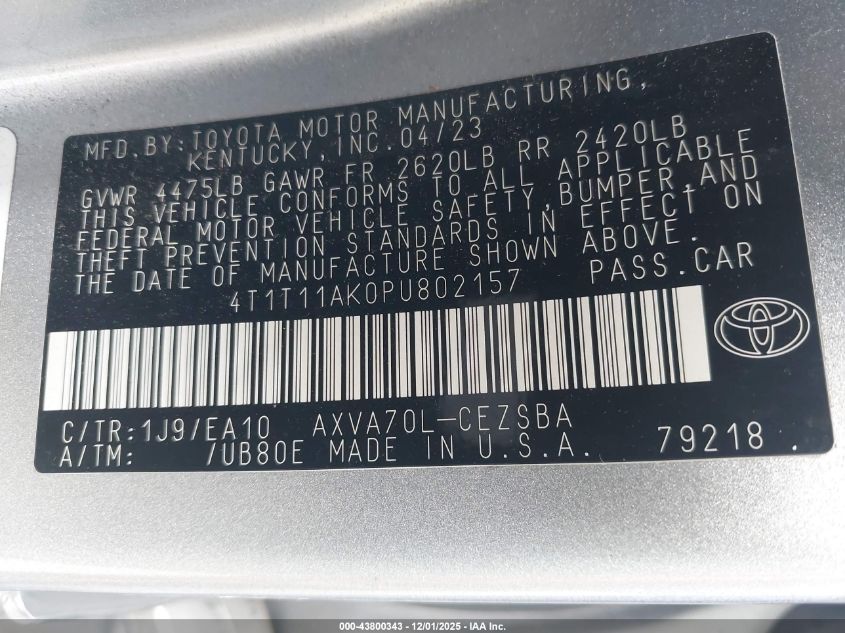 MFD. BY: TOYOTA MOTOR MANUFACTURING,
KENTUCKY, INC. 04/23
GVWR 4475LB GAWR FR 2620LB RR 2420LB
THIS VEHICLE CONFORMS TO ALL APPLICABLE
FEDERAL MOTOR VEHICLE SAFETY, BUMPER, AND
THEFT PREVENTION STANDARDS IN EFFECT ON
THE DATE OF MANUFACTURE SHOWN ABOVE.
4T1T11AK0PU802157 PASS.CAR
C/TR: 1J9/EA10 AXVA70L-CEZSBA
A/TM: /UB80E MADE IN U.S.A. 79218 .
000-43800343 / 12/01/2025 - IAA Inc.